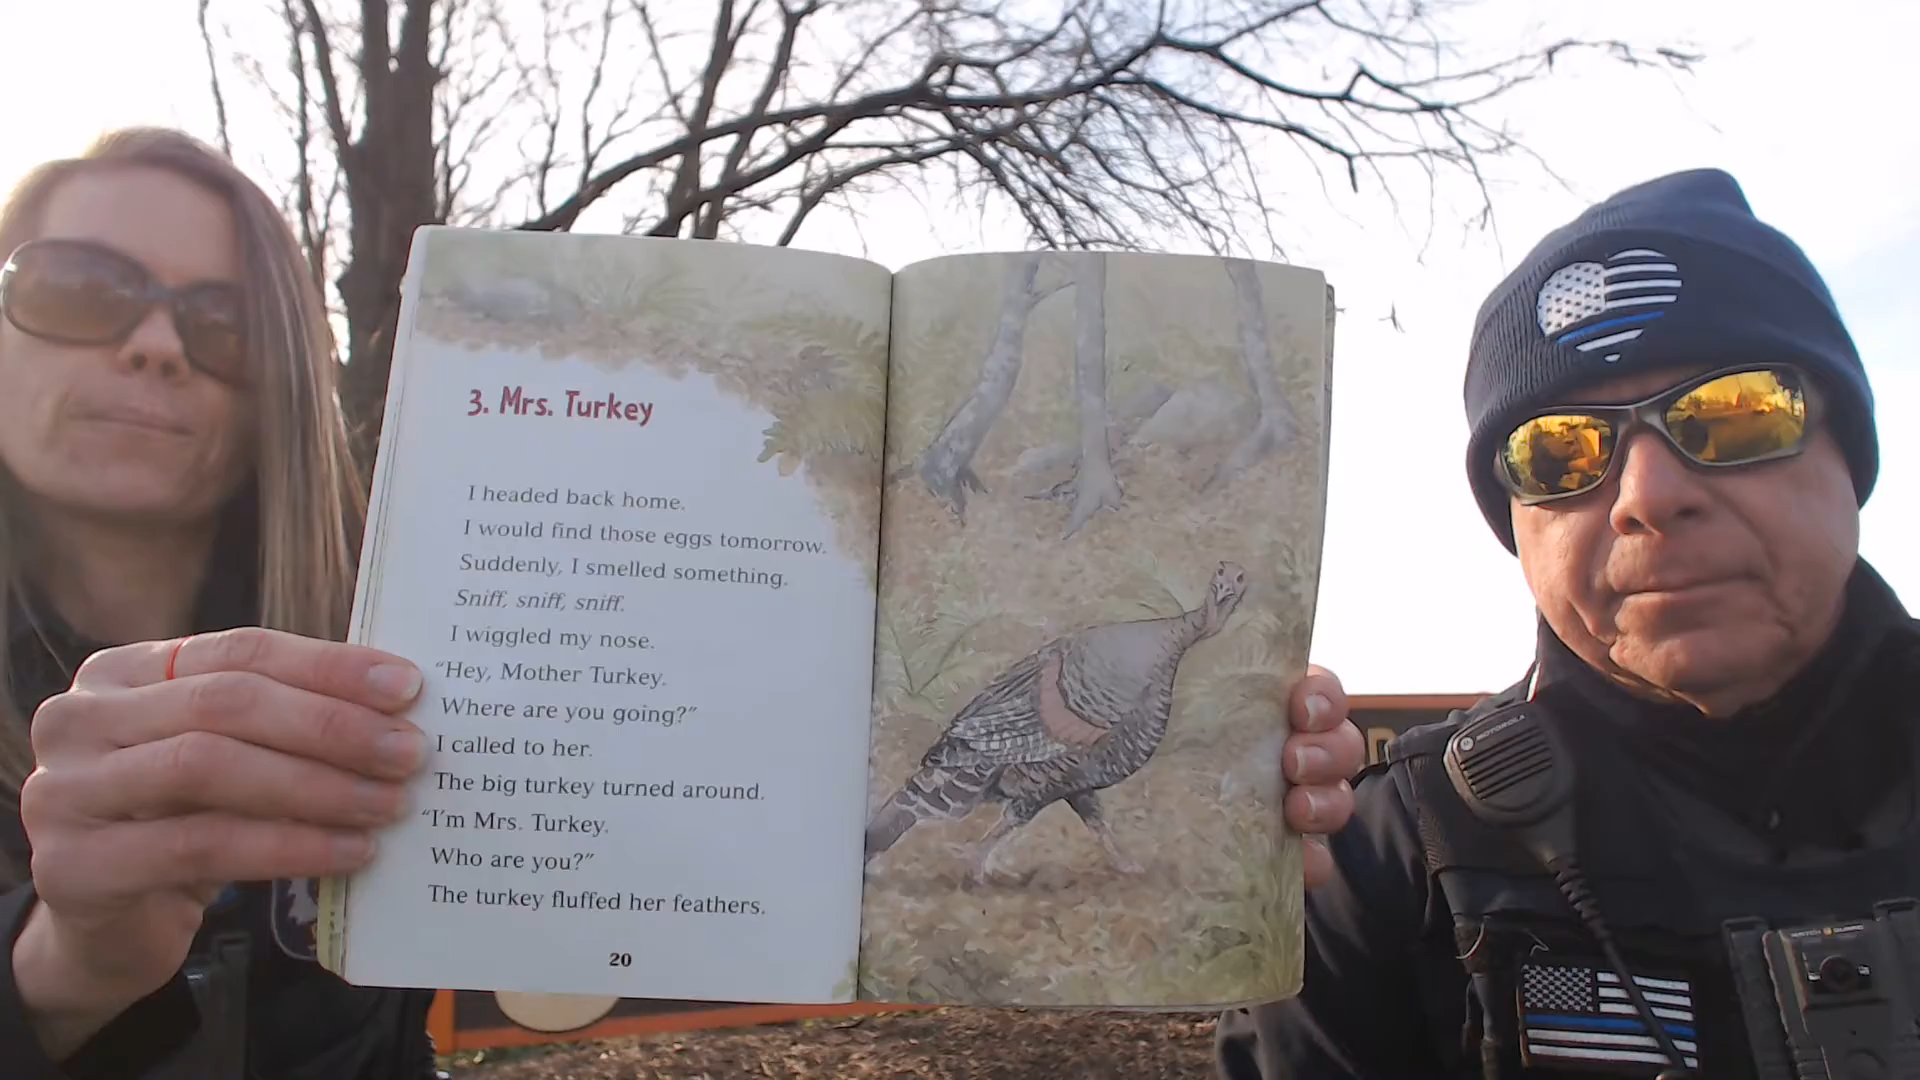 3. Mrs. Turkey
I headed back home.
I would find those eggs tomorrow.
Suddenly, I smelled something.
Sniff, sniff, sniff.
I wiggled my nose.
“Hey, Mother Turkey.
Where are you going?”
I called to her.
The big turkey turned around.
“I’m Mrs. Turkey.
Who are you?”
The turkey fluffed her feathers.
20
MOTOROLA